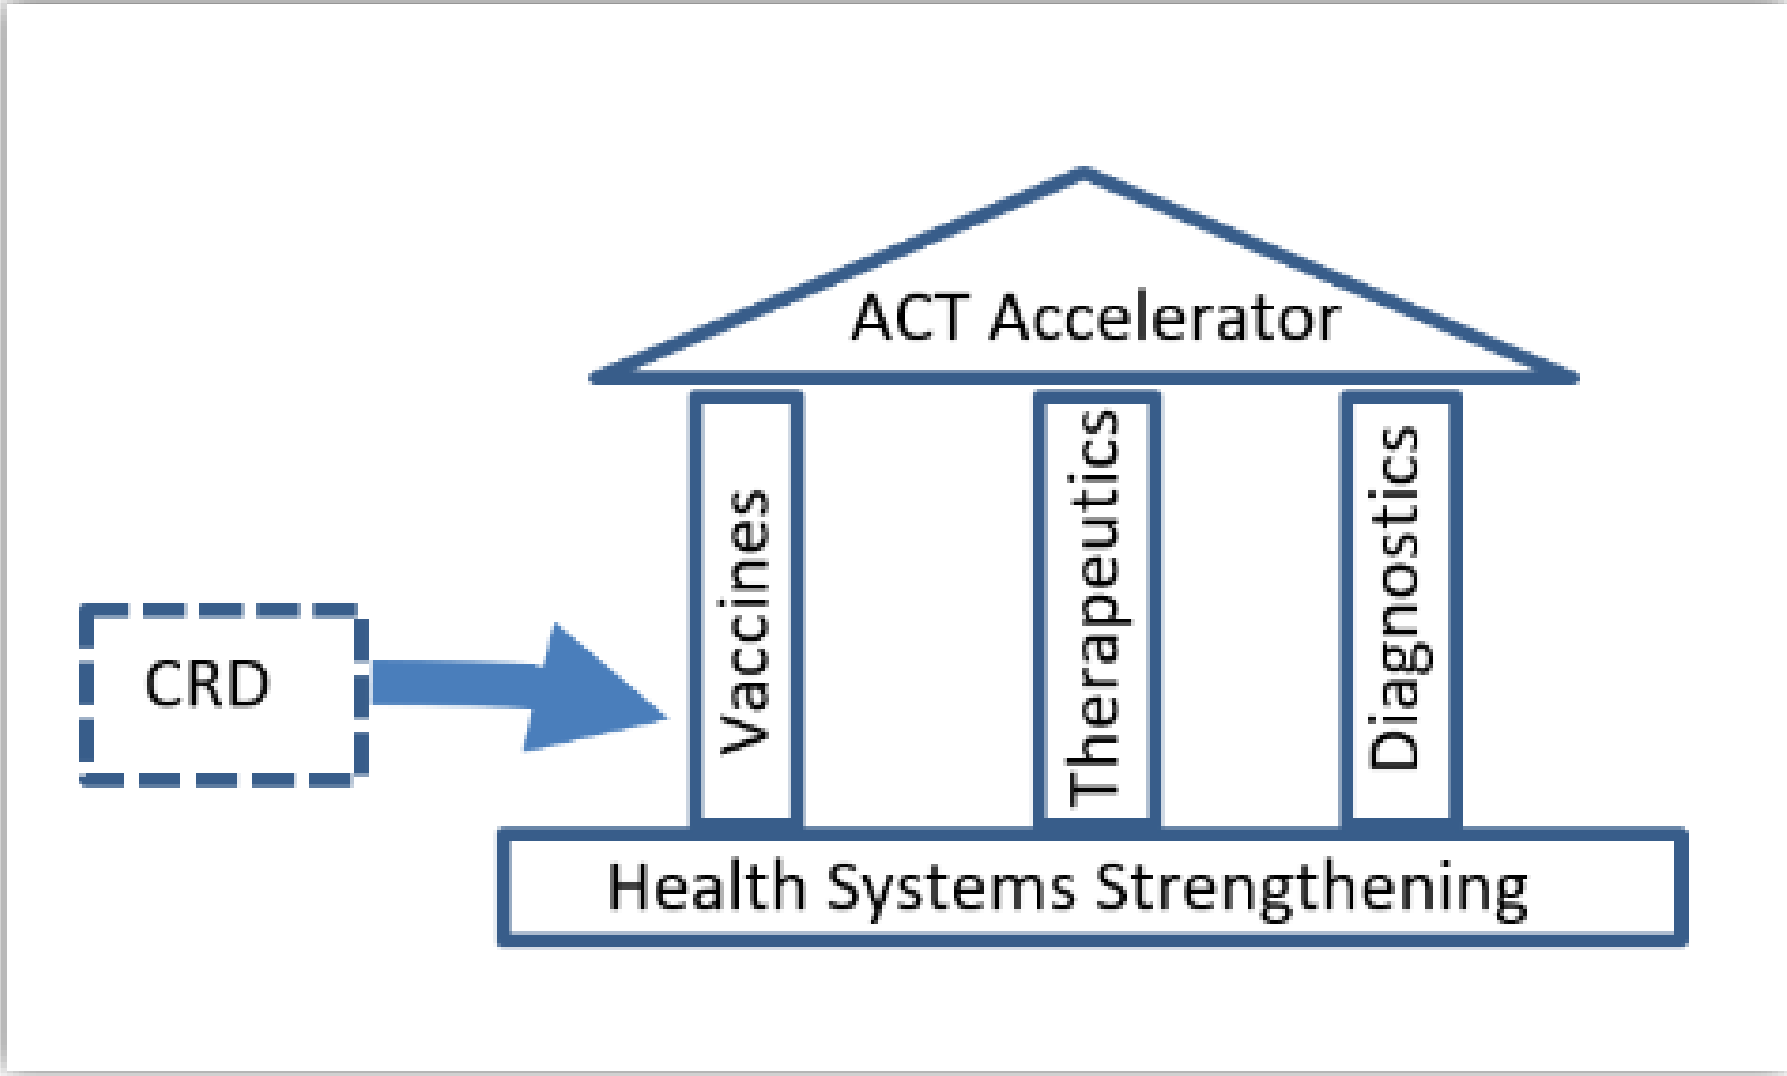 ACT Accelerator
CRD
Vaccines
Therapeutics
Diagnostics
Health Systems Strengthening